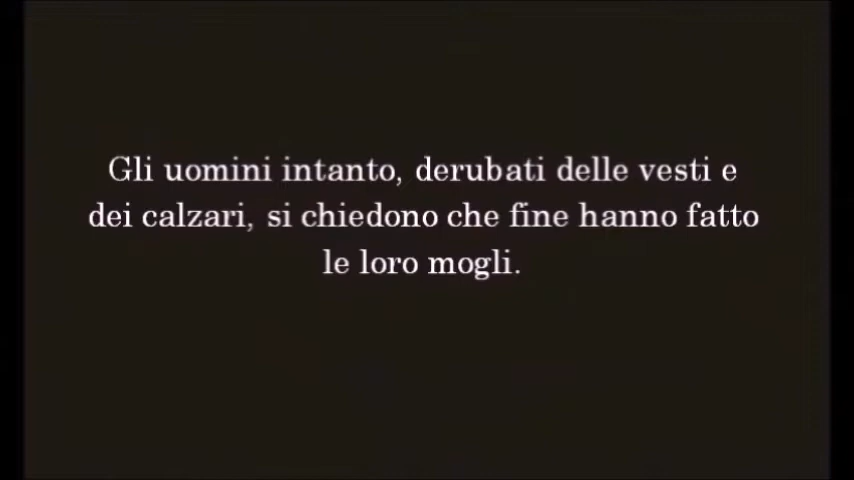 Gli uomini intanto, derubati delle vesti e
dei calzari, si chiedono che fine hanno fatto
le loro mogli.